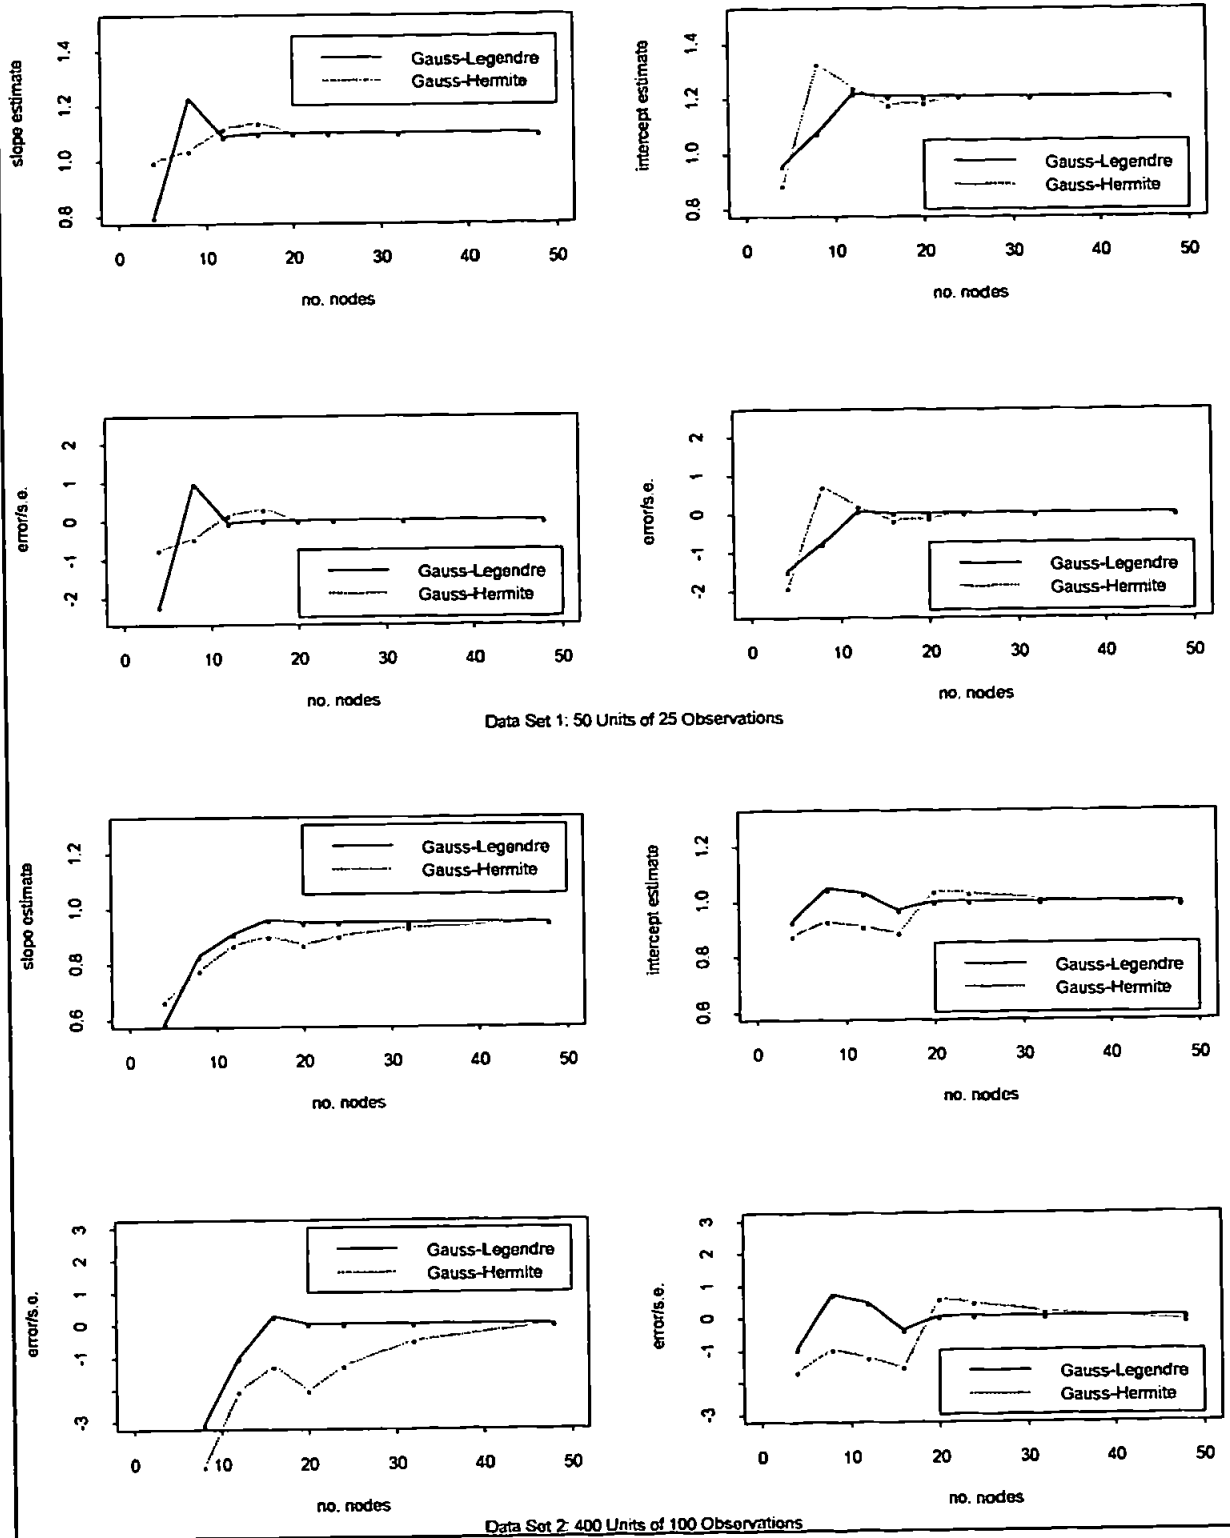 slope estimate
0.8 1.0 1.2 1.4
Gauss-Legendre
Gauss-Hermite
0 10 20 30 40 50
no. nodes
intercept estimate
0.8 1.0 1.2 1.4
Gauss-Legendre
Gauss-Hermite
0 10 20 30 40 50
no. nodes
error/s.e.
-2 -1 0 1 2
Gauss-Legendre
Gauss-Hermite
0 10 20 30 40 50
no. nodes
error/s.e.
-2 -1 0 1 2
Gauss-Legendre
Gauss-Hermite
0 10 20 30 40 50
no. nodes
Data Set 1: 50 Units of 25 Observations
slope estimate
0.6 0.8 1.0 1.2
Gauss-Legendre
Gauss-Hermite
0 10 20 30 40 50
no. nodes
intercept estimate
0.6 0.8 1.0 1.2
Gauss-Legendre
Gauss-Hermite
0 10 20 30 40 50
no. nodes
error/s.e.
-3 -1 0 1 2 3
Gauss-Legendre
Gauss-Hermite
0 10 20 30 40 50
no. nodes
error/s.e.
-3 -1 0 1 2 3
Gauss-Legendre
Gauss-Hermite
0 10 20 30 40 50
no. nodes
Data Set 2: 400 Units of 100 Observations